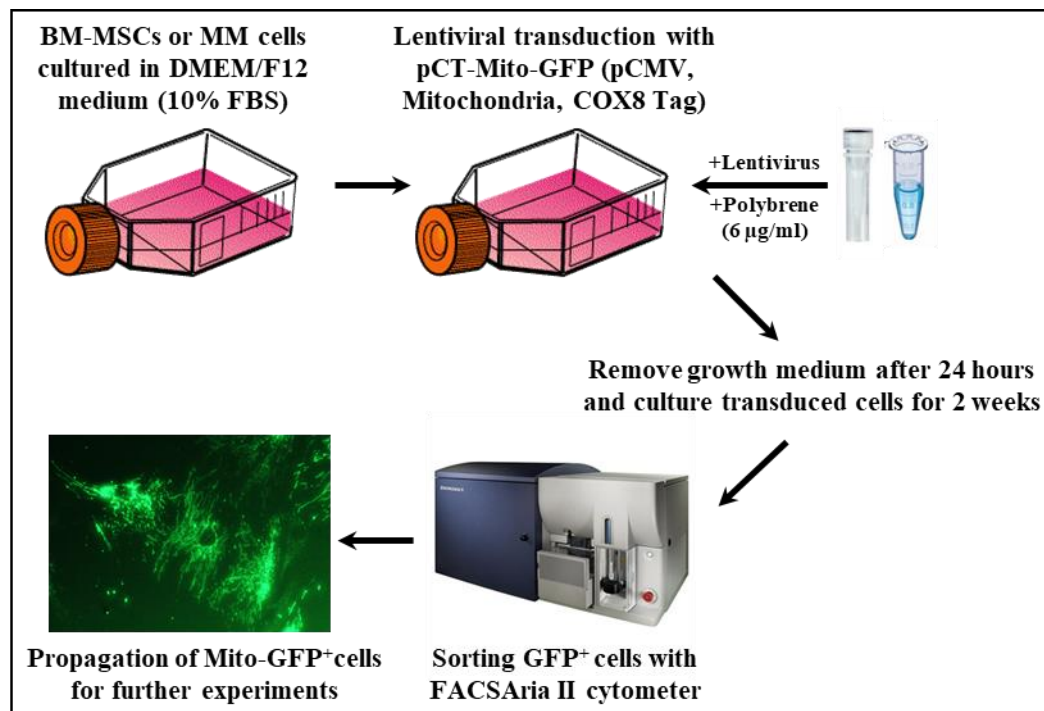 BM-MSCs or MM cells
cultured in DMEM/F12
medium (10% FBS)
Lentiviral transduction with
pCT-Mito-GFP (pCMV,
Mitochondria, COX8 Tag)
+Lentivirus
+Polybrene
(6 µg/ml)
Remove growth medium after 24 hours
and culture transduced cells for 2 weeks
Sorting GFP⁺ cells with
FACSAria II cytometer
Propagation of Mito-GFP⁺cells
for further experiments